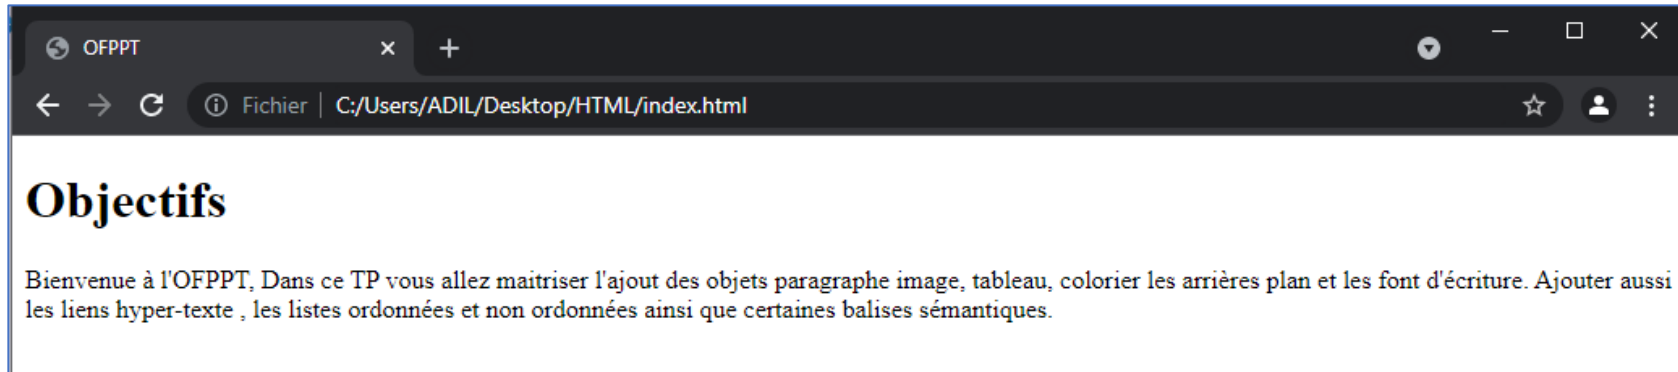 OFPPT
Fichier | C:/Users/ADIL/Desktop/HTML/index.html
Objectifs
Bienvenue à l'OFPPT, Dans ce TP vous allez maitriser l'ajout des objets paragraphe image, tableau, colorier les arrières plan et les font d'écriture. Ajouter aussi
les liens hyper-texte , les listes ordonnées et non ordonnées ainsi que certaines balises sémantiques.